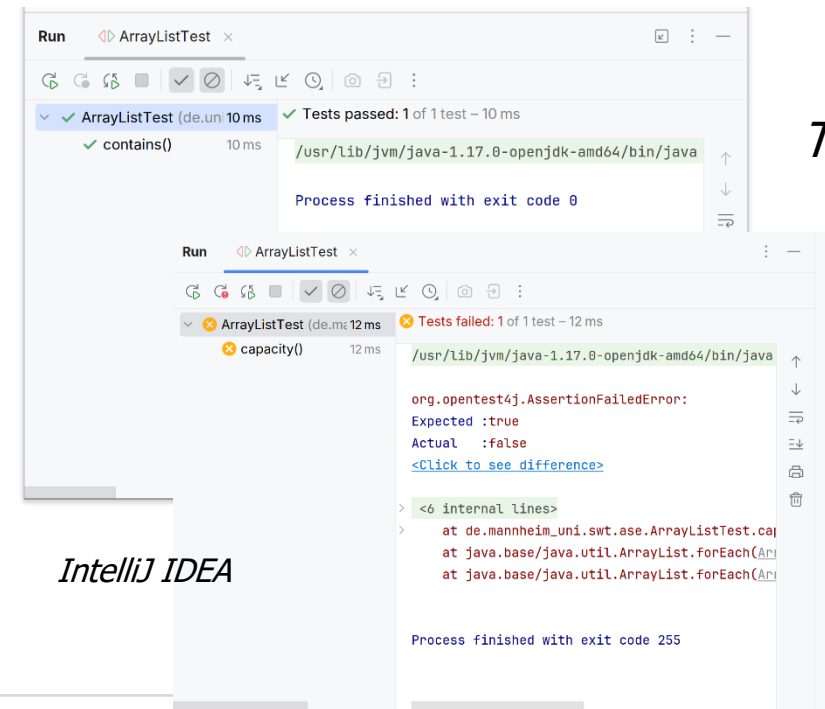 Run ArrayListTest
ArrayListTest (de.uni 10 ms
contains() 10 ms
Tests passed: 1 of 1 test – 10 ms
/usr/lib/jvm/java-1.17.0-openjdk-amd64/bin/java
Process finished with exit code 0
T
Run ArrayListTest
ArrayListTest (de.ma 12 ms
capacity() 12 ms
Tests failed: 1 of 1 test – 12 ms
/usr/lib/jvm/java-1.17.0-openjdk-amd64/bin/java
org.opentest4j.AssertionFailedError:
Expected :true
Actual   :false
<Click to see difference>
<6 internal lines>
at de.mannheim_uni.swt.ase.ArrayListTest.cap
at java.base/java.util.ArrayList.forEach(Arr
at java.base/java.util.ArrayList.forEach(Arr
Process finished with exit code 255
IntelliJ IDEA